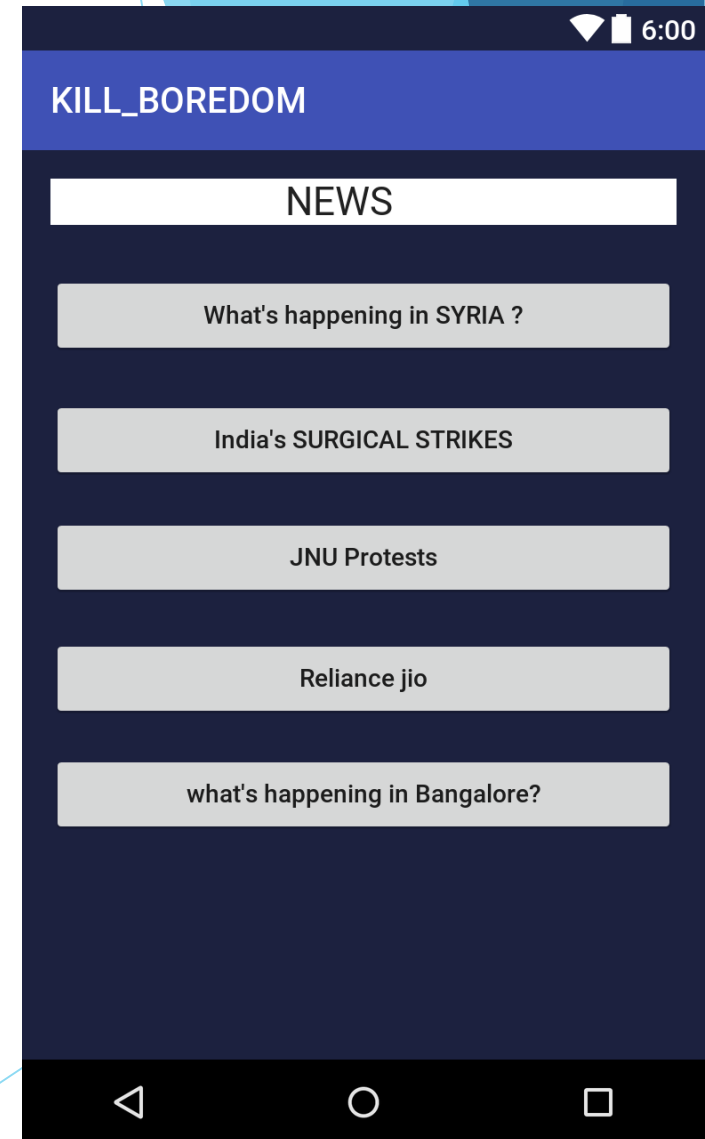 6:00
KILL_BOREDOM
NEWS
What's happening in SYRIA ?
India's SURGICAL STRIKES
JNU Protests
Reliance jio
what's happening in Bangalore?